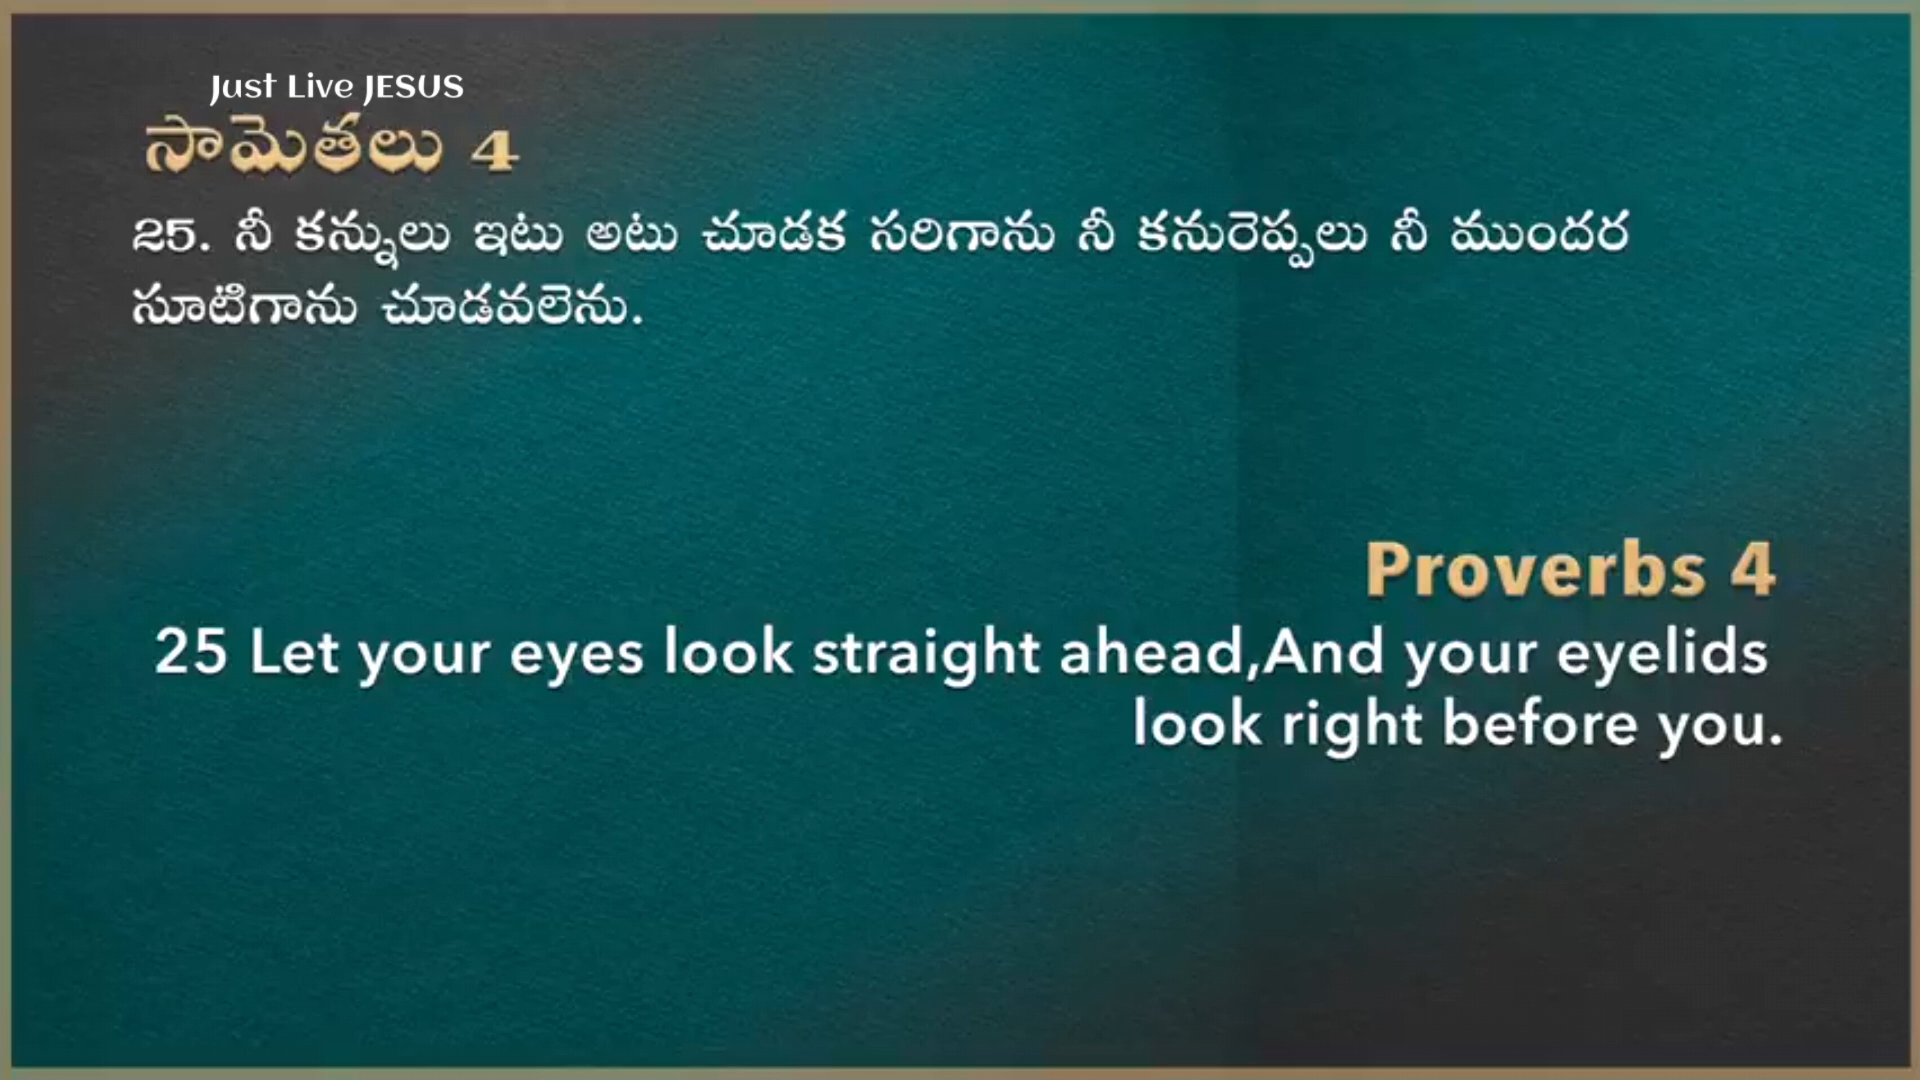 Just Live JESUS
సామెతలు 4
25. నీ కన్నులు ఇటు అటు చూడక సరిగాను నీ కనురెప్పలు నీ ముందర
సూటిగాను చూడవలెను.
Proverbs 4
25 Let your eyes look straight ahead,And your eyelids
look right before you.